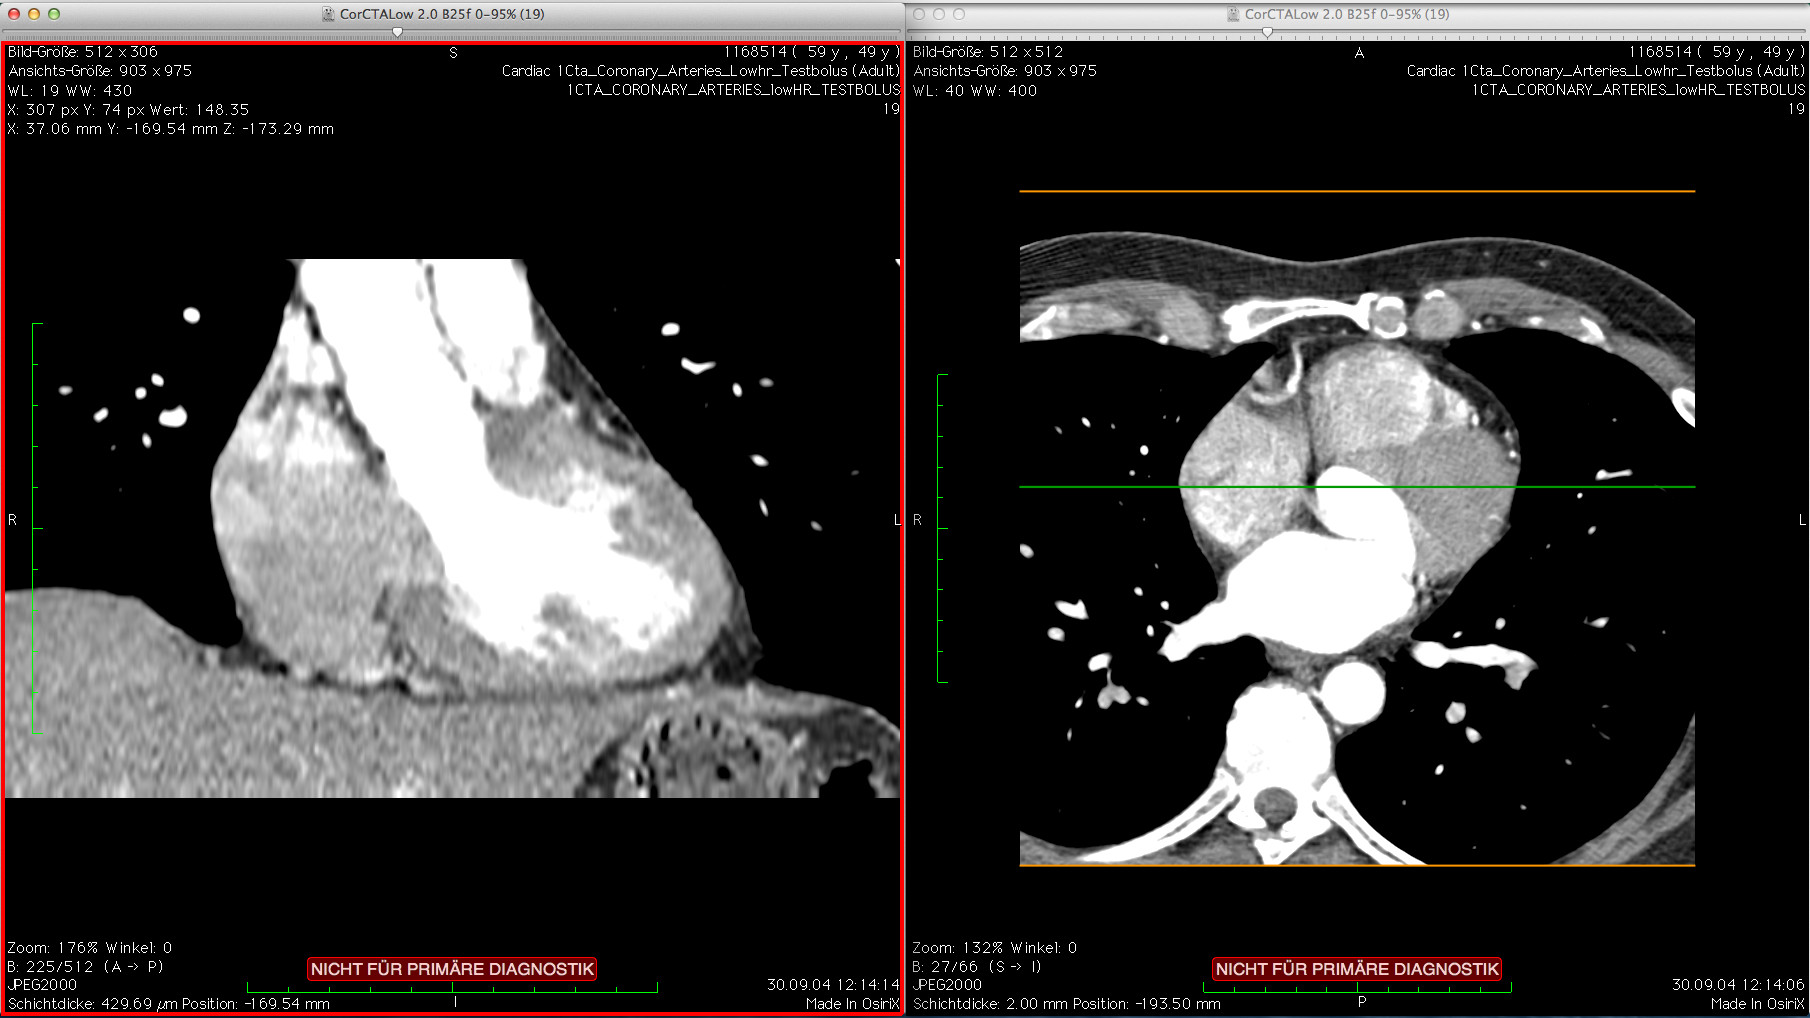 CorCTALow 2.0 B25f 0-95% (19)
Bild-Größe: 512 x 306
S
1168514 ( 59 y , 49 y )
Ansichts-Größe: 903 x 975
Cardiac 1Cta_Coronary_Arteries_Lowhr_Testbolus (Adult)
WL: 19 WW: 430
1CTA_CORONARY_ARTERIES_lowHR_TESTBOLUS
X: 307 px Y: 74 px Wert: 148.35
19
X: 37.06 mm Y: -169.54 mm Z: -173.29 mm
R
L
Zoom: 176% Winkel: 0
B: 225/512 (A -> P)
NICHT FÜR PRIMÄRE DIAGNOSTIK
JPEG2000
30.09.04 12:14:14
Schichtdicke: 429.69 µm Position: -169.54 mm
I
Made In OsiriX
CorCTALow 2.0 B25f 0-95% (19)
Bild-Größe: 512 x 512
A
1168514 ( 59 y , 49 y )
Ansichts-Größe: 903 x 975
Cardiac 1Cta_Coronary_Arteries_Lowhr_Testbolus (Adult)
WL: 40 WW: 400
1CTA_CORONARY_ARTERIES_lowHR_TESTBOLUS
19
R
L
Zoom: 132% Winkel: 0
B: 27/66 (S -> I)
NICHT FÜR PRIMÄRE DIAGNOSTIK
JPEG2000
30.09.04 12:14:06
Schichtdicke: 2.00 mm Position: -193.50 mm
P
Made In OsiriX